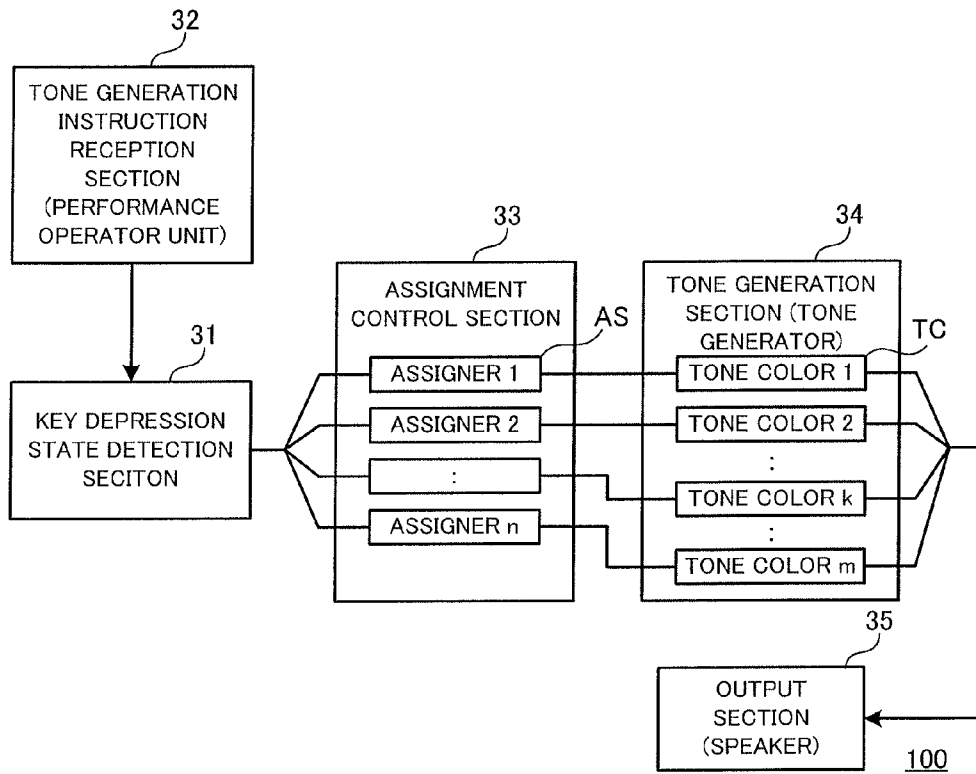 32
TONE GENERATION
INSTRUCTION
RECEPTION
SECTION
(PERFORMANCE
OPERATOR UNIT)
31
KEY DEPRESSION
STATE DETECTION
SECITON
33
ASSIGNMENT
CONTROL SECTION
AS
ASSIGNER 1
ASSIGNER 2
:
ASSIGNER n
34
TONE GENERATION
SECTION (TONE
GENERATOR)
TC
TONE COLOR 1
TONE COLOR 2
:
TONE COLOR k
:
TONE COLOR m
35
OUTPUT
SECTION
(SPEAKER)
100